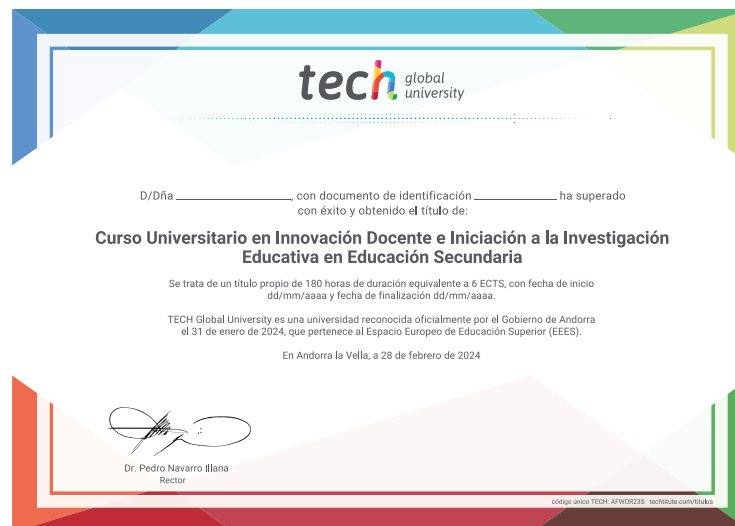 tech global university
D/Dña ____________________, con documento de identificación ______________ ha superado
con éxito y obtenido el título de:
Curso Universitario en Innovación Docente e Iniciación a la Investigación
Educativa en Educación Secundaria
Se trata de un título propio de 180 horas de duración equivalente a 6 ECTS, con fecha de inicio
dd/mm/aaaa y fecha de finalización dd/mm/aaaa.
TECH Global University es una universidad reconocida oficialmente por el Gobierno de Andorra
el 31 de enero de 2024, que pertenece al Espacio Europeo de Educación Superior (EEES).
En Andorra la Vella, a 28 de febrero de 2024
Dr. Pedro Navarro Illana
Rector
código único TECH: AFWOR23S techtitute.com/titulos